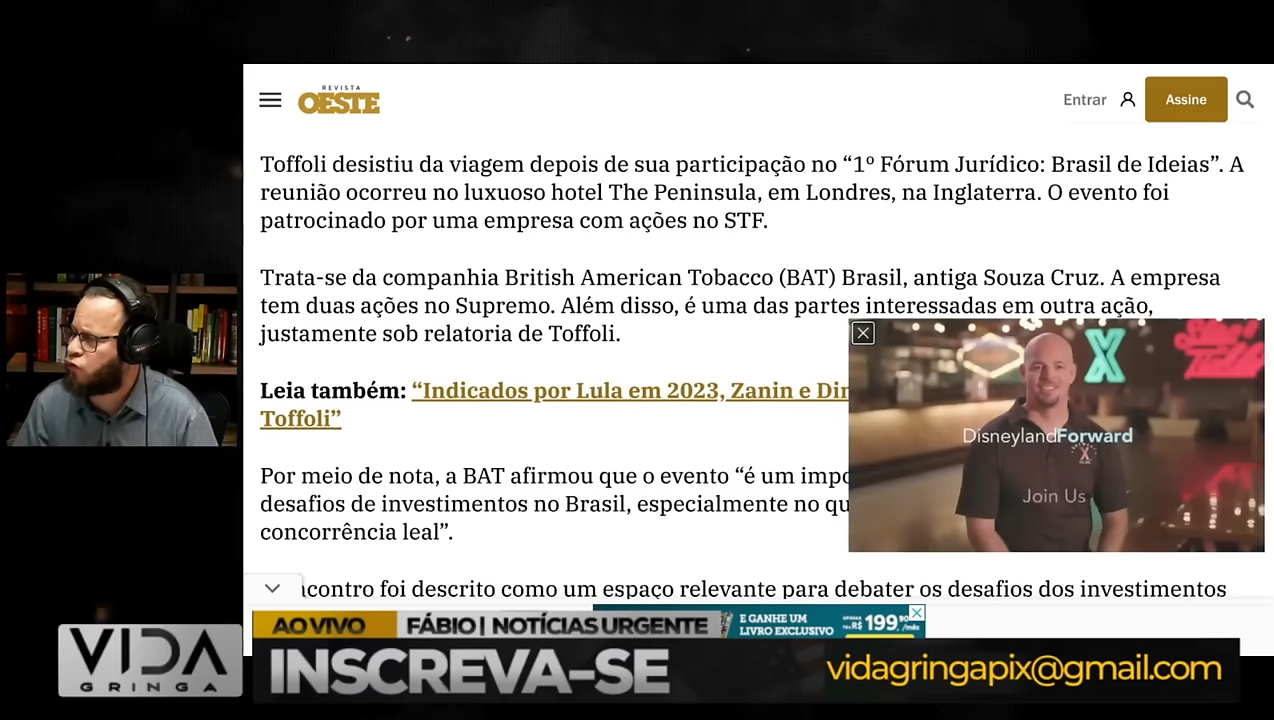 REVISTA
OESTE
Entrar
Assine
Toffoli desistiu da viagem depois de sua participação no “1º Fórum Jurídico: Brasil de Ideias”. A
reunião ocorreu no luxuoso hotel The Peninsula, em Londres, na Inglaterra. O evento foi
patrocinado por uma empresa com ações no STF.
Trata-se da companhia British American Tobacco (BAT) Brasil, antiga Souza Cruz. A empresa
tem duas ações no Supremo. Além disso, é uma das partes interessadas em outra ação,
justamente sob relatoria de Toffoli.
Leia também: “Indicados por Lula em 2023, Zanin e
Toffoli”
Por meio de nota, a BAT afirmou que o evento “é um
desafios de investimentos no Brasil, especialmente no
concorrência leal”.
X
DisneylandForward
Join Us
foi descrito como um espaço relevante para debater os desafios dos investimentos
AO VIVO
FÁBIO | NOTÍCIAS URGENTE
E GANHE UM
LIVRO EXCLUSIVO
R$ 199,90/mês
VIDA
GRINGA
INSCREVA-SE
vidagringapix@gmail.com